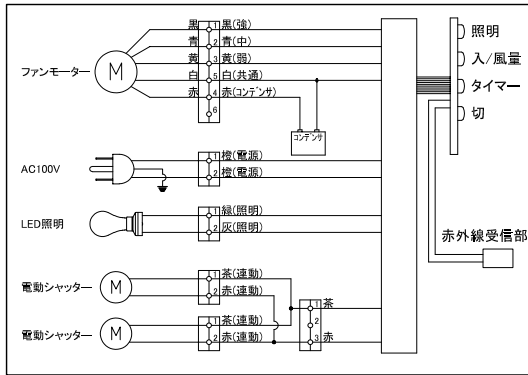 ファンモーター
M
黒 1 黒(強)
青 2 青(中)
黄 3 黄(弱)
白 5 白(共通)
赤 4 赤(コンデンサ)
6
コンデンサ
AC100V
1 橙(電源)
2 橙(電源)
LED照明
1 緑(照明)
2 灰(照明)
電動シャッター
M
1 茶(連動)
2 赤(連動)
電動シャッター
M
1 茶(連動)
2 赤(連動)
1 茶
2
3 赤
照明
入/風量
タイマー
切
赤外線受信部